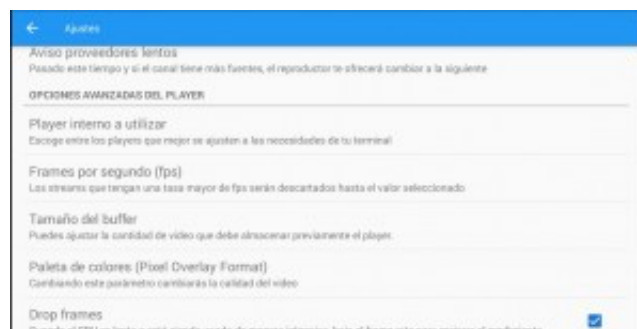 Ajustes
Aviso proveedores lentos
Pasado este tiempo y si el canal tiene más fuentes, el reproductor te ofrecerá cambiar a la siguiente
OPCIONES AVANZADAS DEL PLAYER
Player interno a utilizar
Escoge entre los players que mejor se ajusten a las necesidades de tu terminal
Frames por segundo (fps)
Los streams que tengan una tasa mayor de fps serán descartados hasta el valor seleccionado
Tamaño del buffer
Puedes ajustar la cantidad de video que debe almacenar previamente el player.
Paleta de colores (Pixel Overlay Format)
Cambiando este parámetro cambiarás la calidad del video
Drop frames